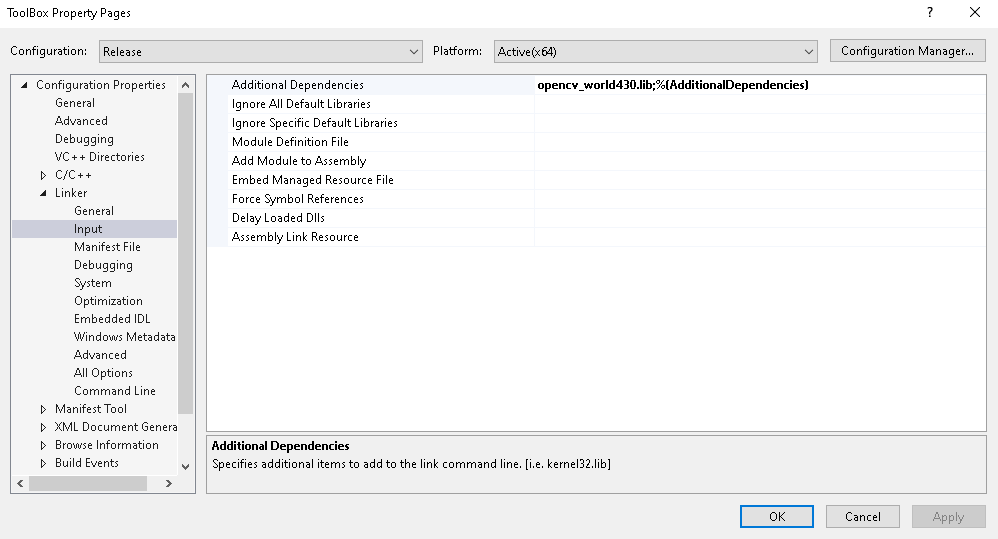 ToolBox Property Pages
? ×
Configuration: Release Platform: Active(x64) Configuration Manager...
Configuration Properties
General
Advanced
Debugging
VC++ Directories
C/C++
Linker
General
Input
Manifest File
Debugging
System
Optimization
Embedded IDL
Windows Metadata
Advanced
All Options
Command Line
Manifest Tool
XML Document Genera
Browse Information
Build Events
Additional Dependencies opencv_world430.lib;%(AdditionalDependencies)
Ignore All Default Libraries
Ignore Specific Default Libraries
Module Definition File
Add Module to Assembly
Embed Managed Resource File
Force Symbol References
Delay Loaded Dlls
Assembly Link Resource
Additional Dependencies
Specifies additional items to add to the link command line. [i.e. kernel32.lib]
OK Cancel Apply